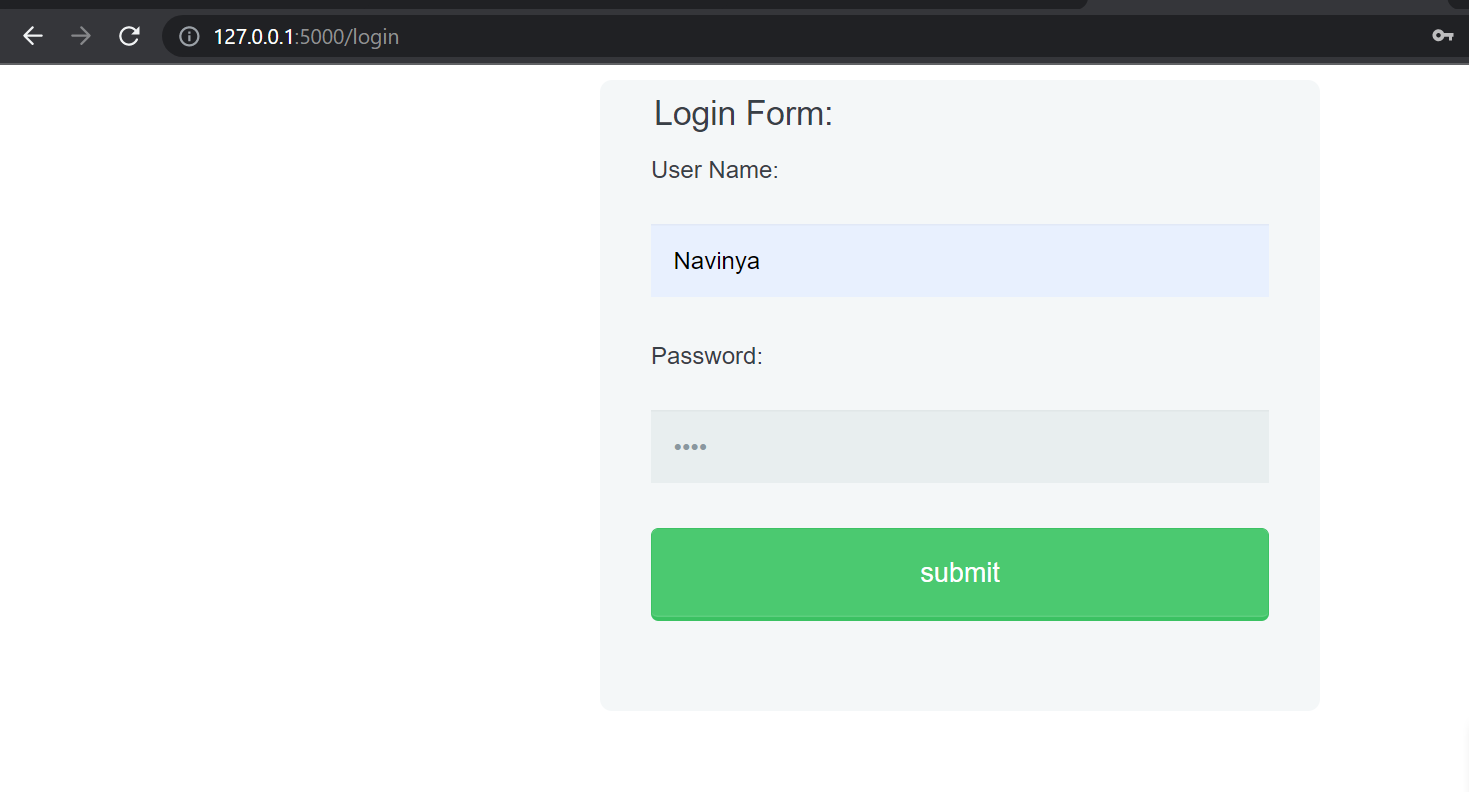 127.0.0.1:5000/login
Login Form:
User Name:
Navinya
Password:
••••
submit